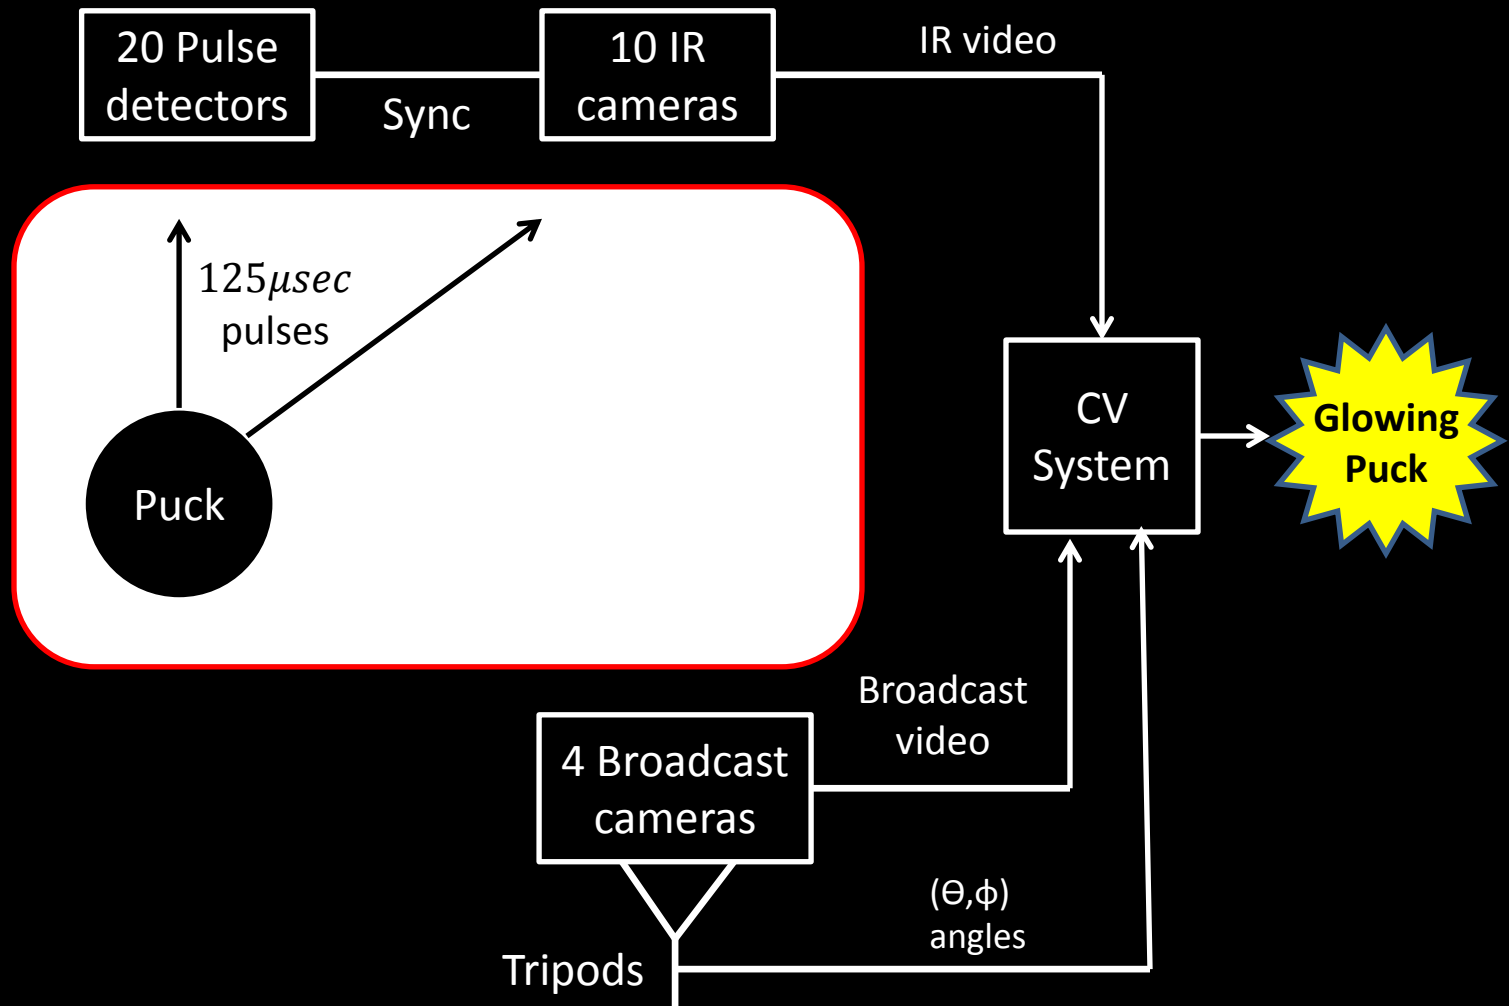 20 Pulse
detectors
Sync
10 IR
cameras
IR video
125μsec
pulses
Puck
CV
System
Glowing
Puck
Broadcast
video
4 Broadcast
cameras
(Θ,ϕ)
angles
Tripods